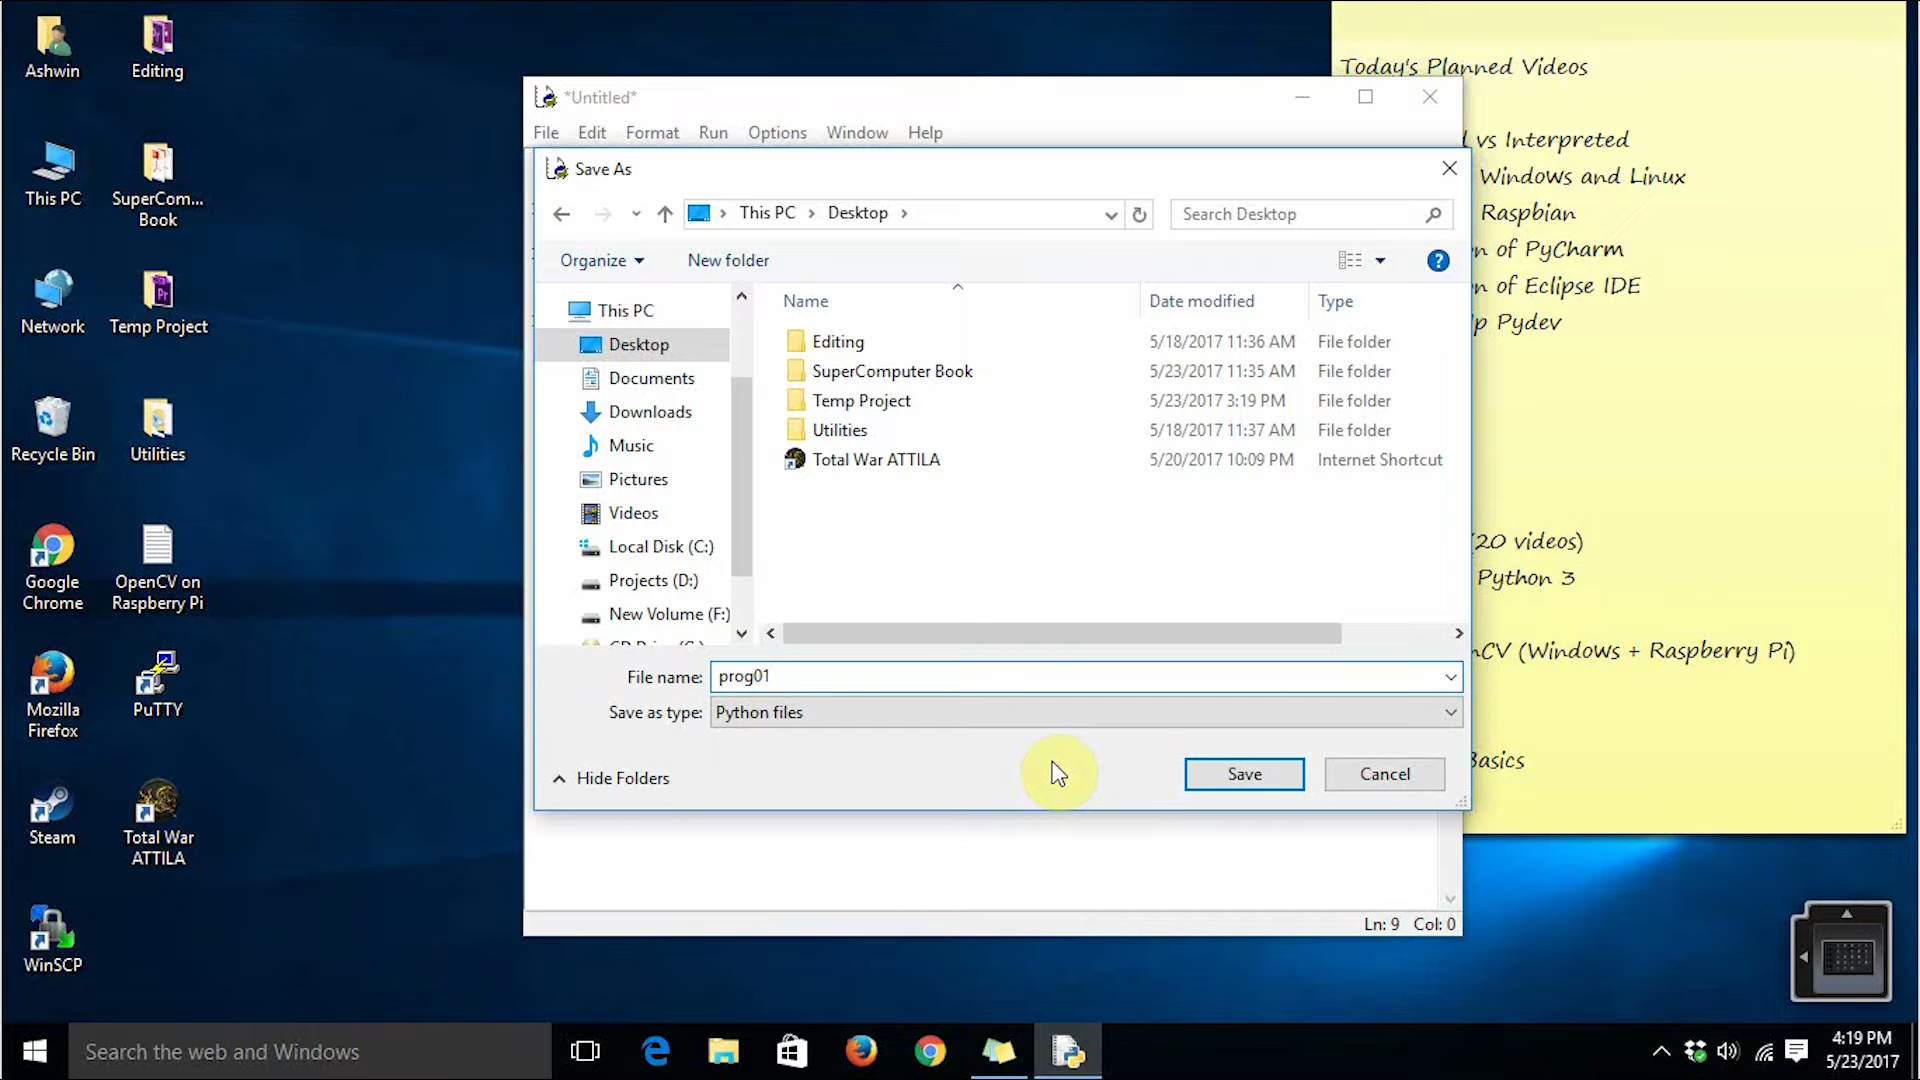 Ashwin
Editing
This PC
SuperCom...
Book
Network
Temp Project
Recycle Bin
Utilities
Google
Chrome
OpenCV on
Raspberry Pi
Mozilla
Firefox
PuTTY
Steam
Total War
ATTILA
WinSCP
*Untitled*
File Edit Format Run Options Window Help
Save As
This PC Desktop
Search Desktop
Organize New folder
This PC
Desktop
Documents
Downloads
Music
Pictures
Videos
Local Disk (C:)
Projects (D:)
New Volume (F:)
Name Date modified Type
Editing 5/18/2017 11:36 AM File folder
SuperComputer Book 5/23/2017 11:35 AM File folder
Temp Project 5/23/2017 3:19 PM File folder
Utilities 5/18/2017 11:37 AM File folder
Total War ATTILA 5/20/2017 10:09 PM Internet Shortcut
File name: prog01
Save as type: Python files
Hide Folders
Save
Cancel
Ln: 9 Col: 0
Today's Planned Videos
vs Interpreted
Windows and Linux
Raspbian
of PyCharm
of Eclipse IDE
Pydev
(20 videos)
Python 3
(Windows + Raspberry Pi)
Basics
Search the web and Windows
4:19 PM
5/23/2017